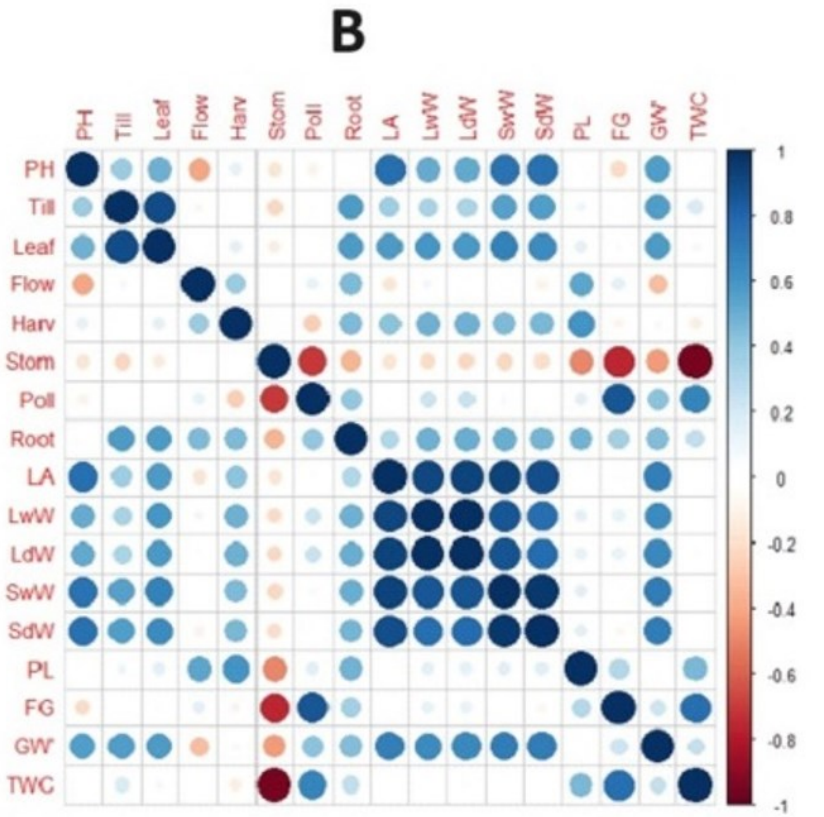 B
PH Till Leaf Flow Harv Stom Poll Root LA LwW LdW SwW SdW PL FG GW' TWC
PH
Till
Leaf
Flow
Harv
Stom
Poll
Root
LA
LwW
LdW
SwW
SdW
PL
FG
GW'
TWC
1
0.8
0.6
0.4
0.2
0
-0.2
-0.4
-0.6
-0.8
-1